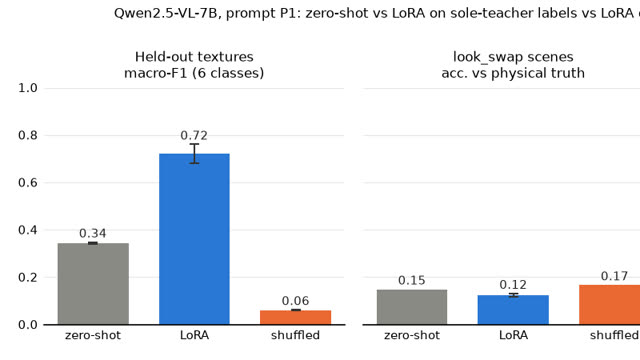 Qwen2.5-VL-7B, prompt P1: zero-shot vs LoRA on sole-teacher labels vs LoRA
Held-out textures
macro-F1 (6 classes)
1.0
0.8
0.6
0.4
0.2
0.0
0.34
0.72
0.06
zero-shot LoRA shuffled
look_swap scenes
acc. vs physical truth
0.15
0.12
0.17
zero-shot LoRA shuffled